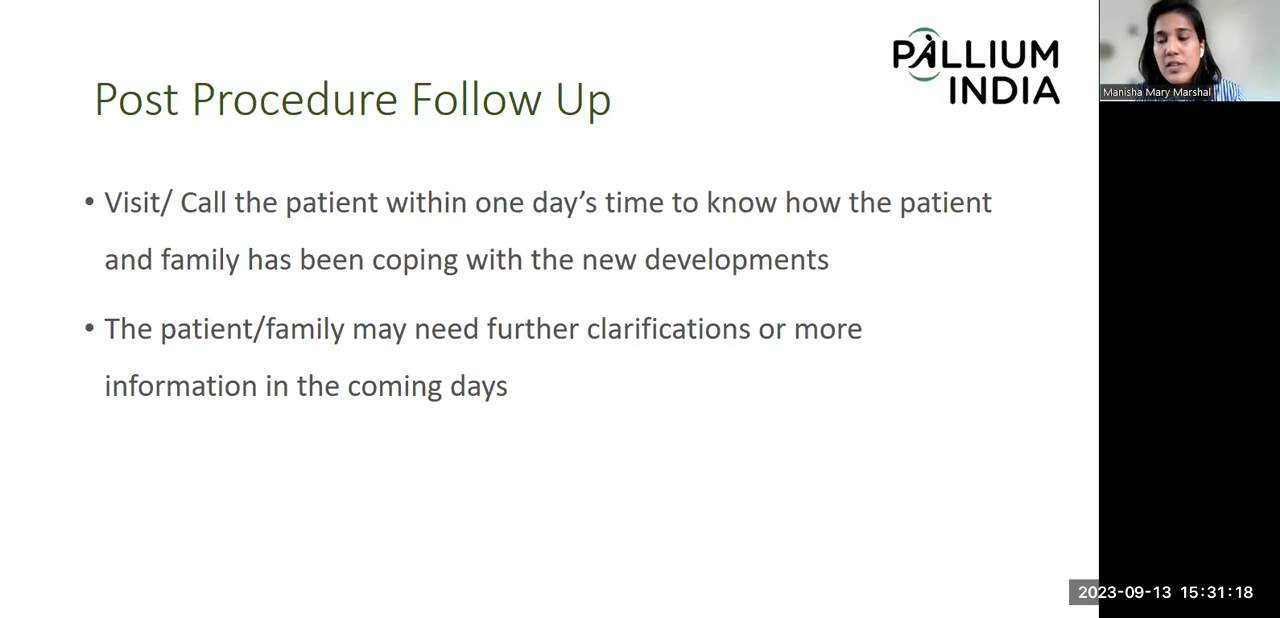 PALLIUM
INDIA
Manisha Mary Marshal
Post Procedure Follow Up
• Visit/ Call the patient within one day’s time to know how the patient
and family has been coping with the new developments
• The patient/family may need further clarifications or more
information in the coming days
2023-09-13 15:31:18